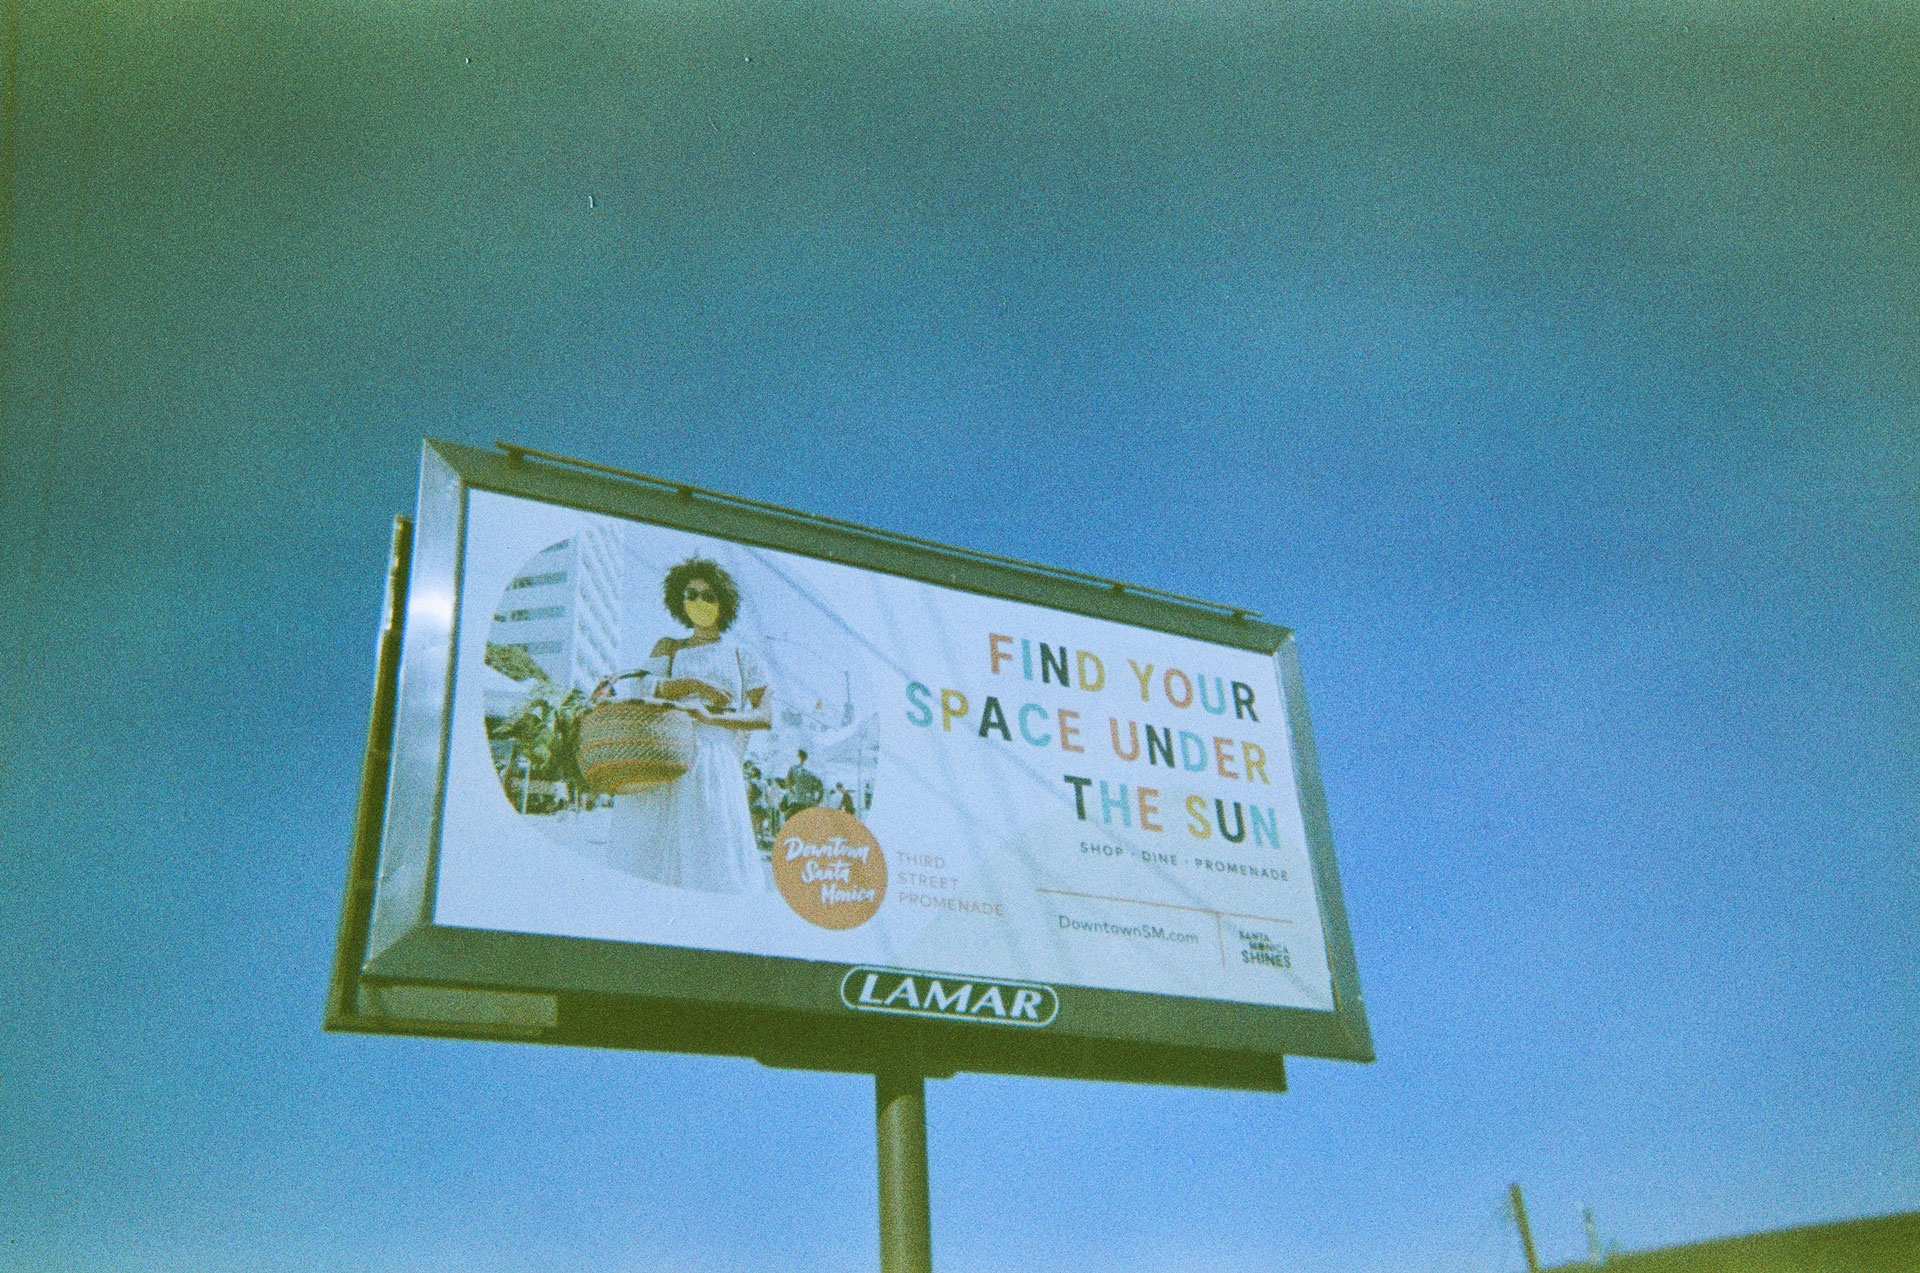 FIND YOUR
SPACE UNDER
THE SUN
SHOP · DINE · PROMENADE
Downtown
Santa
Monica
THIRD
STREET
PROMENADE
DowntownSM.com
SANTA
MONICA
SHINES
LAMAR